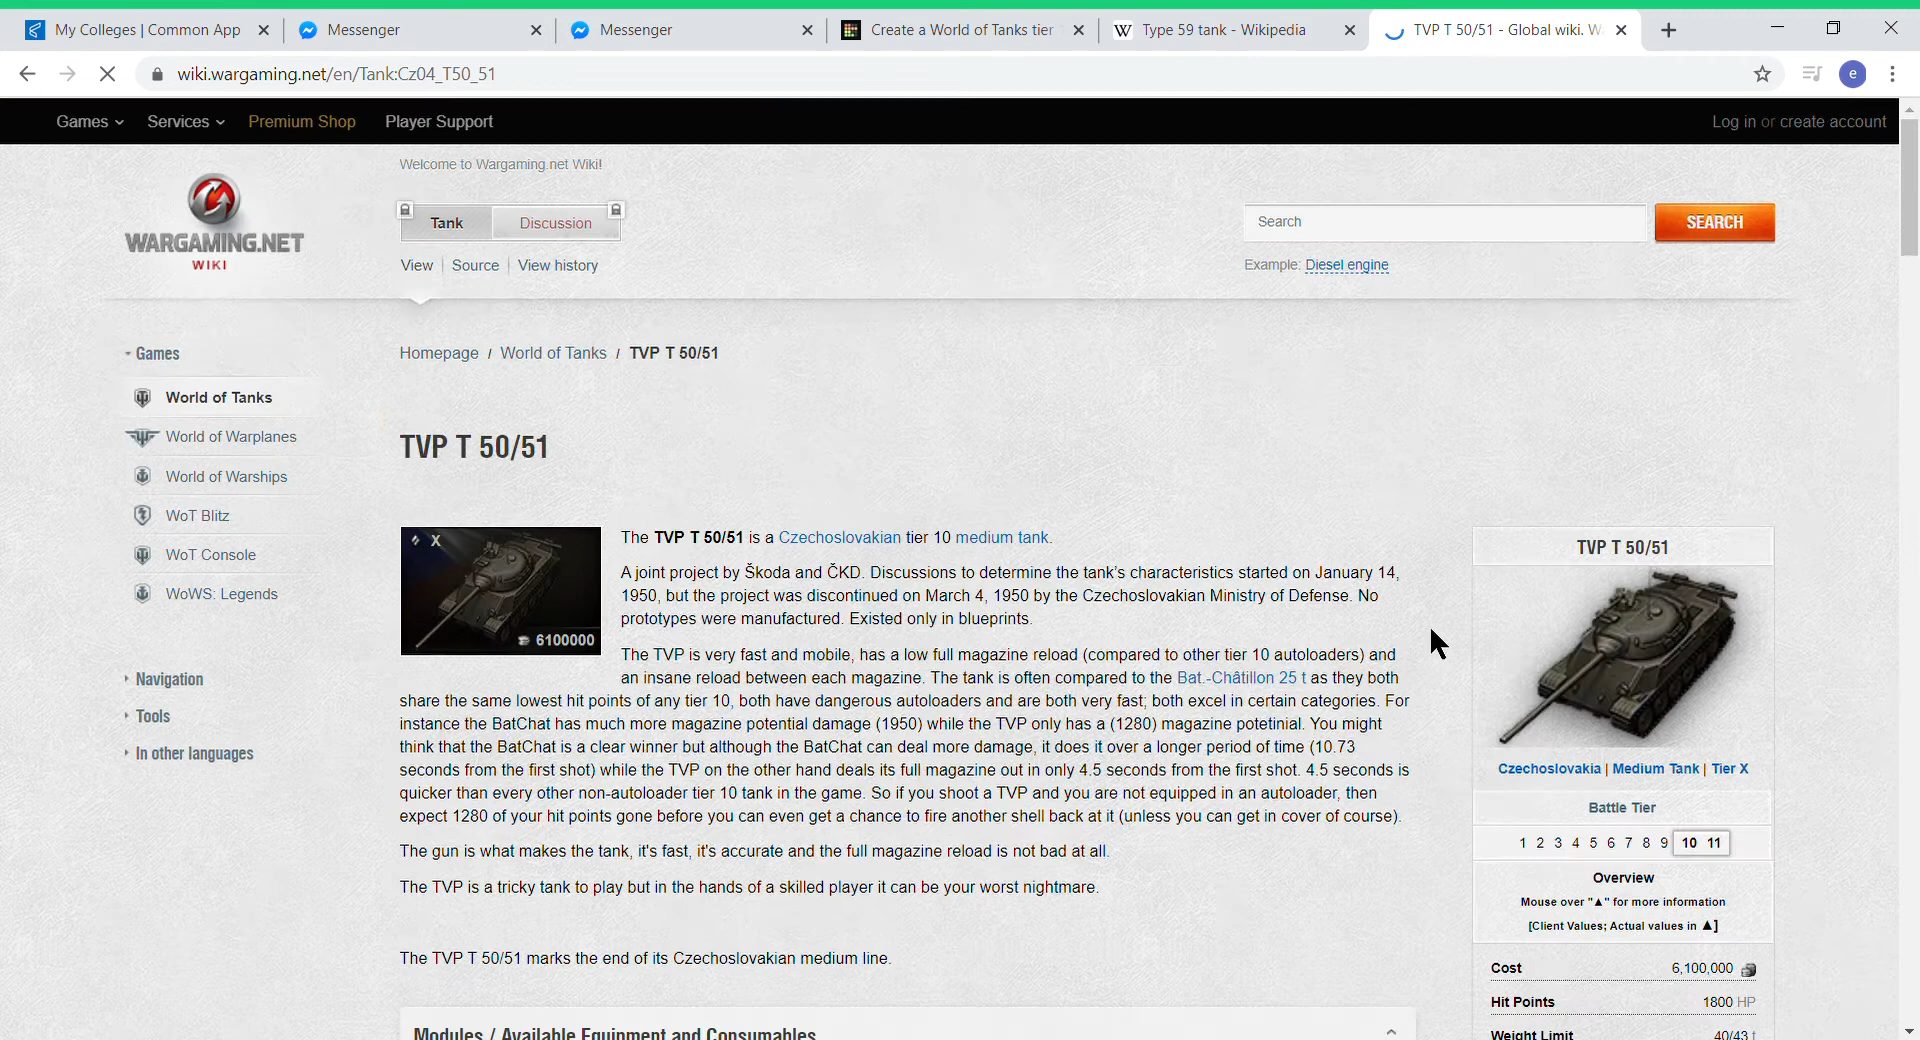 My Colleges | Common App
Messenger
Messenger
Create a World of Tanks tier
Type 59 tank - Wikipedia
TVP T 50/51 - Global wiki. W
wiki.wargaming.net/en/Tank:Cz04_T50_51
e
Games
Services
Premium Shop
Player Support
Log in or create account
Welcome to Wargaming.net Wiki!
WARGAMING.NET
WIKI
Tank
Discussion
View
Source
View history
Search
SEARCH
Example: Diesel engine
Games
World of Tanks
World of Warplanes
World of Warships
WoT Blitz
WoT Console
WoWS: Legends
Navigation
Tools
In other languages
Homepage / World of Tanks / TVP T 50/51
TVP T 50/51
X
6100000
The TVP T 50/51 is a Czechoslovakian tier 10 medium tank.
A joint project by Škoda and ČKD. Discussions to determine the tank's characteristics started on January 14,
1950, but the project was discontinued on March 4, 1950 by the Czechoslovakian Ministry of Defense. No
prototypes were manufactured. Existed only in blueprints.
The TVP is very fast and mobile, has a low full magazine reload (compared to other tier 10 autoloaders) and
an insane reload between each magazine. The tank is often compared to the Bat.-Châtillon 25 t as they both
share the same lowest hit points of any tier 10, both have dangerous autoloaders and are both very fast; both excel in certain categories. For
instance the BatChat has much more magazine potential damage (1950) while the TVP only has a (1280) magazine potetinial. You might
think that the BatChat is a clear winner but although the BatChat can deal more damage, it does it over a longer period of time (10.73
seconds from the first shot) while the TVP on the other hand deals its full magazine out in only 4.5 seconds from the first shot. 4.5 seconds is
quicker than every other non-autoloader tier 10 tank in the game. So if you shoot a TVP and you are not equipped in an autoloader, then
expect 1280 of your hit points gone before you can even get a chance to fire another shell back at it (unless you can get in cover of course).
The gun is what makes the tank, it's fast, it's accurate and the full magazine reload is not bad at all.
The TVP is a tricky tank to play but in the hands of a skilled player it can be your worst nightmare.
The TVP T 50/51 marks the end of its Czechoslovakian medium line.
Modules / Available Equipment and Consumables
TVP T 50/51
Czechoslovakia | Medium Tank | Tier X
Battle Tier
1 2 3 4 5 6 7 8 9 10 11
Overview
Mouse over "▲" for more information
[Client Values; Actual values in ▲]
Cost 6,100,000
Hit Points 1800 HP
Weight Limit 40/43 t